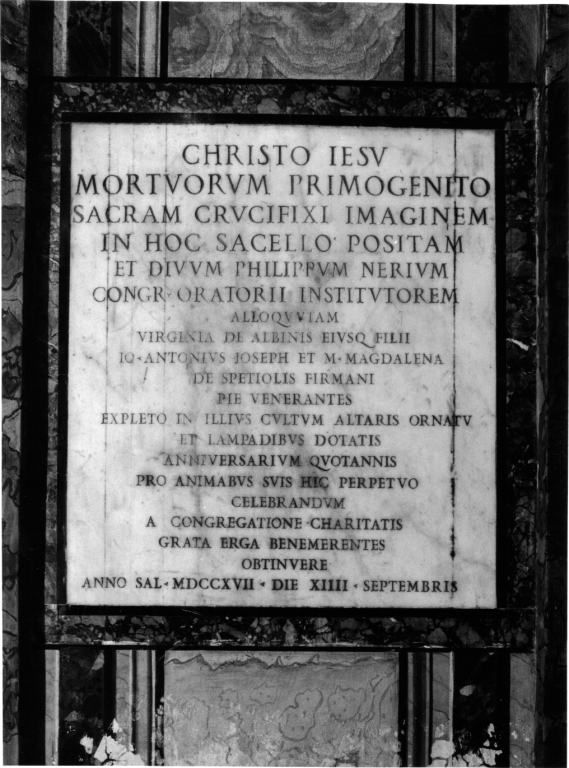 CHRISTO IESV
MORTVORVM PRIMOGENITO
SACRAM CRVCIFIXI IMAGINEM
IN HOC SACELLO POSITAM
ET DIVVM PHILIPPVM NERIVM
CONGR· ORATORII INSTITVTOREM
ALLOQVVIAM
VIRGINIA DE ALBINIS EIVSQ FILII
IO·ANTONIVS JOSEPH ET M·MAGDALENA
DE SPETIOLIS FIRMANI
PIE VENERANTES
EXPLETO IN ILLIVS CVLTVM ALTARIS ORNATV
ET LAMPADIBVS DOTATIS
ANNIVERSARIVM QVOTANNIS
PRO ANIMABVS SVIS HIC PERPETVO
CELEBRANDVM
A CONGREGATIONE CHARITATIS
GRATA ERGA BENEMERENTES
OBTINVERE
ANNO SAL·MDCCXVII·DIE XIIII·SEPTEMBRIS